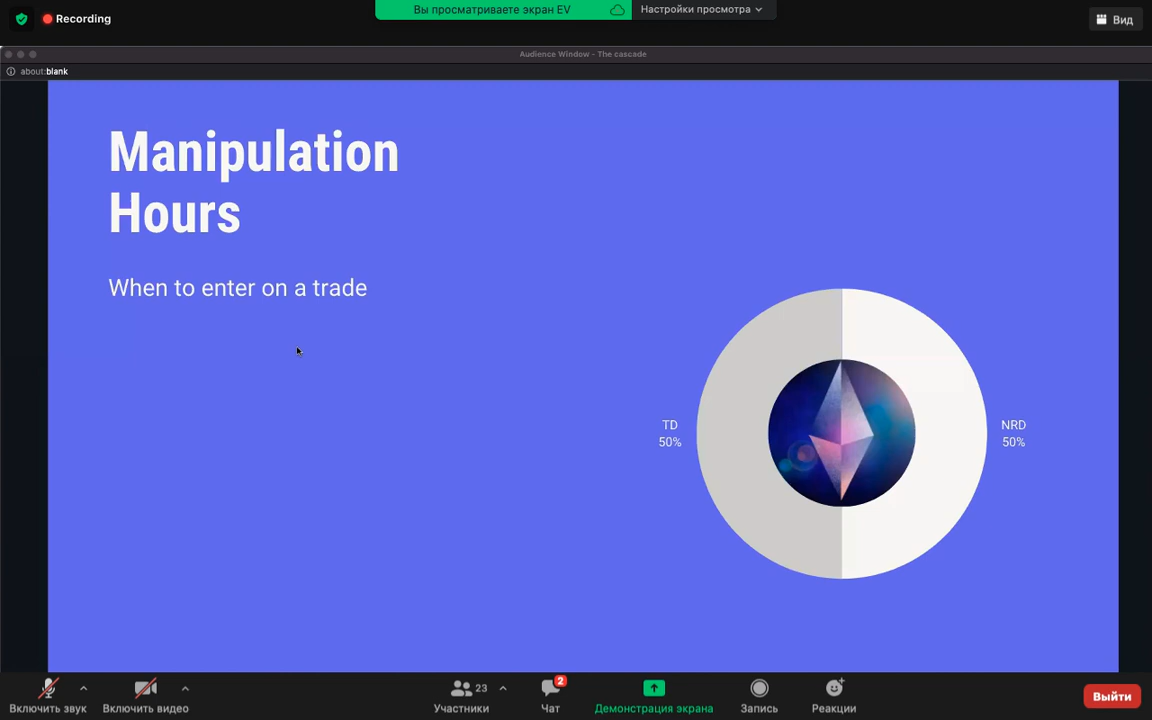 Recording
Вы просматриваете экран EV
Настройки просмотра
Вид
Audience Window - The cascade
about:blank
Manipulation
Hours
When to enter on a trade
TD
50%
NRD
50%
Включить звук
Включить видео
23
Участники
2
Чат
Демонстрация экрана
Запись
Реакции
Выйти